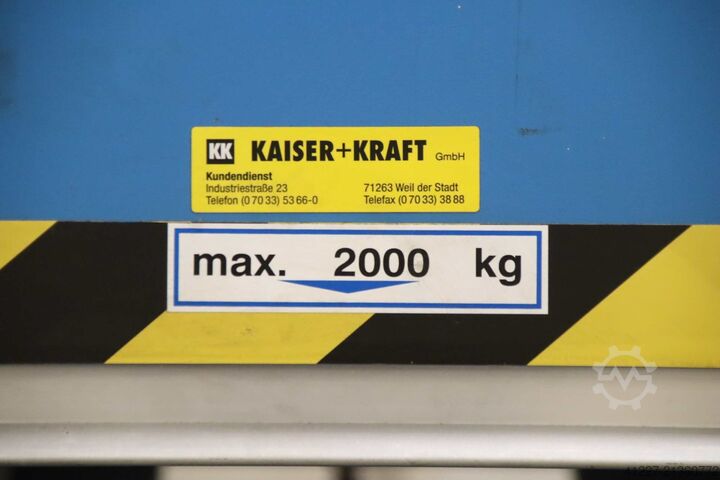 KK KAISER+KRAFT GmbH
Kundendienst
Industriestraße 23 71263 Weil der Stadt
Telefon (0 70 33) 53 66-0 Telefax (0 70 33) 38 88
max. 2000 kg